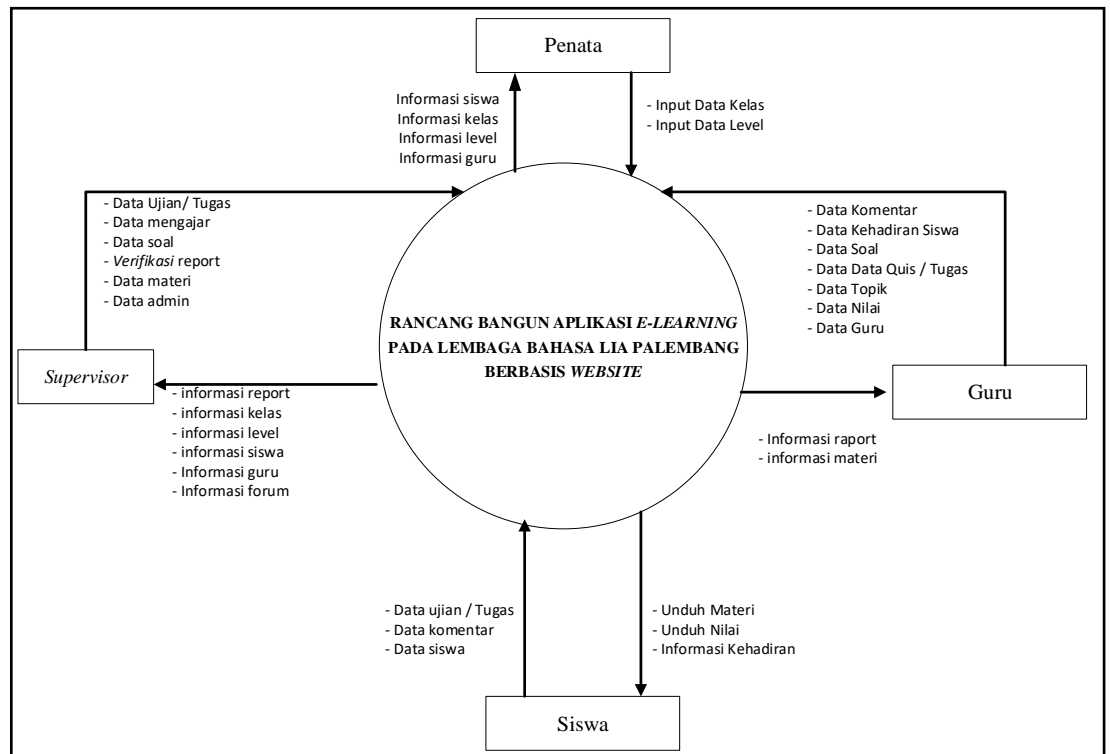 Penata
Informasi siswa
Informasi kelas
Informasi level
Informasi guru
- Input Data Kelas
- Input Data Level
- Data Ujian/ Tugas
- Data mengajar
- Data soal
- Verifikasi report
- Data materi
- Data admin
- Data Komentar
- Data Kehadiran Siswa
- Data Soal
- Data Data Quis / Tugas
- Data Topik
- Data Nilai
- Data Guru
RANCANG BANGUN APLIKASI E-LEARNING
PADA LEMBAGA BAHASA LIA PALEMBANG
BERBASIS WEBSITE
Supervisor
Guru
- informasi report
- informasi kelas
- informasi level
- informasi siswa
- Informasi guru
- Informasi forum
- Informasi raport
- informasi materi
- Data ujian / Tugas
- Data komentar
- Data siswa
- Unduh Materi
- Unduh Nilai
- Informasi Kehadiran
Siswa